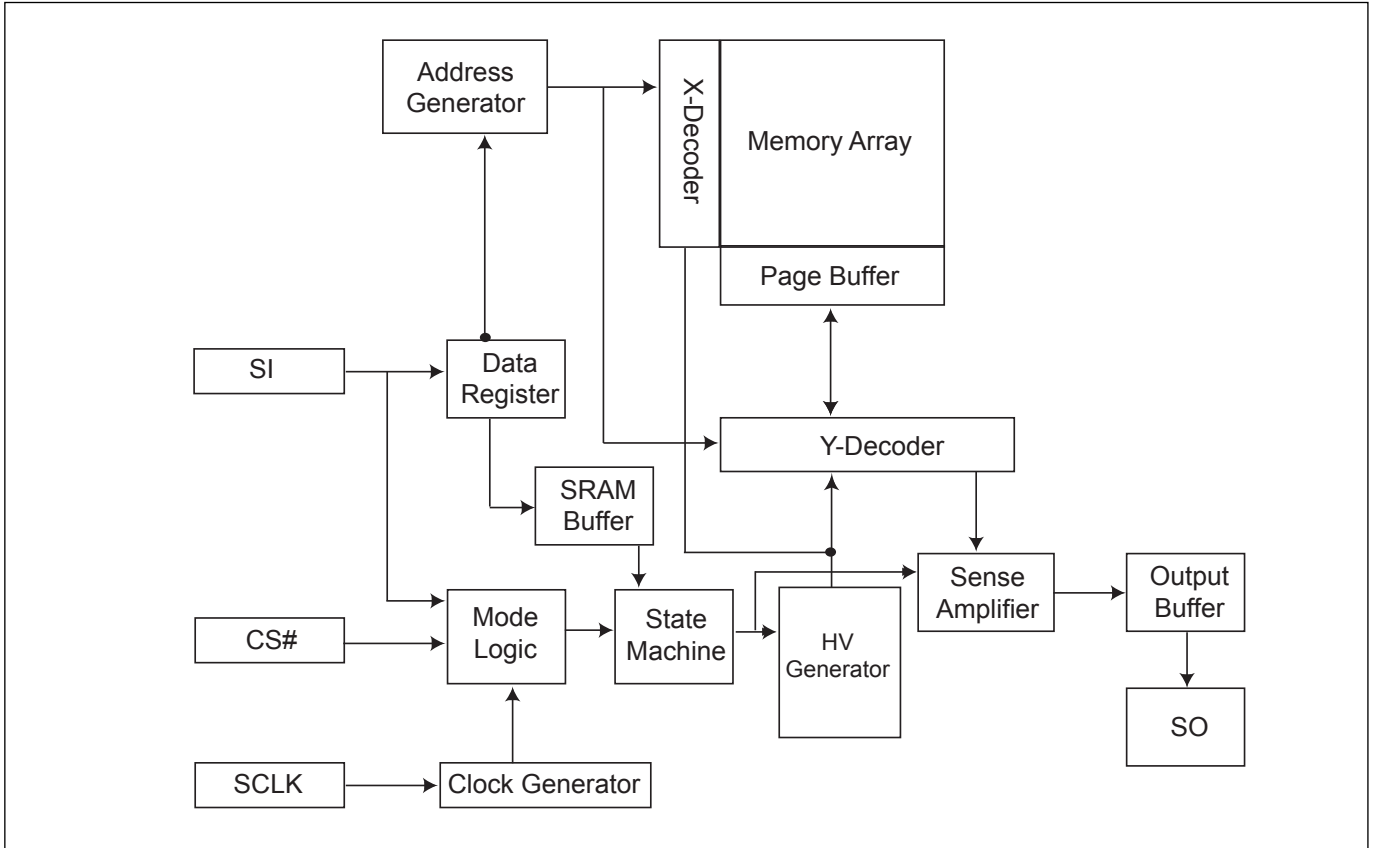 Address
Generator
X-Decoder
Memory Array
Page Buffer
SI
Data
Register
Y-Decoder
SRAM
Buffer
CS#
Mode
Logic
State
Machine
HV
Generator
Sense
Amplifier
Output
Buffer
SO
SCLK
Clock Generator